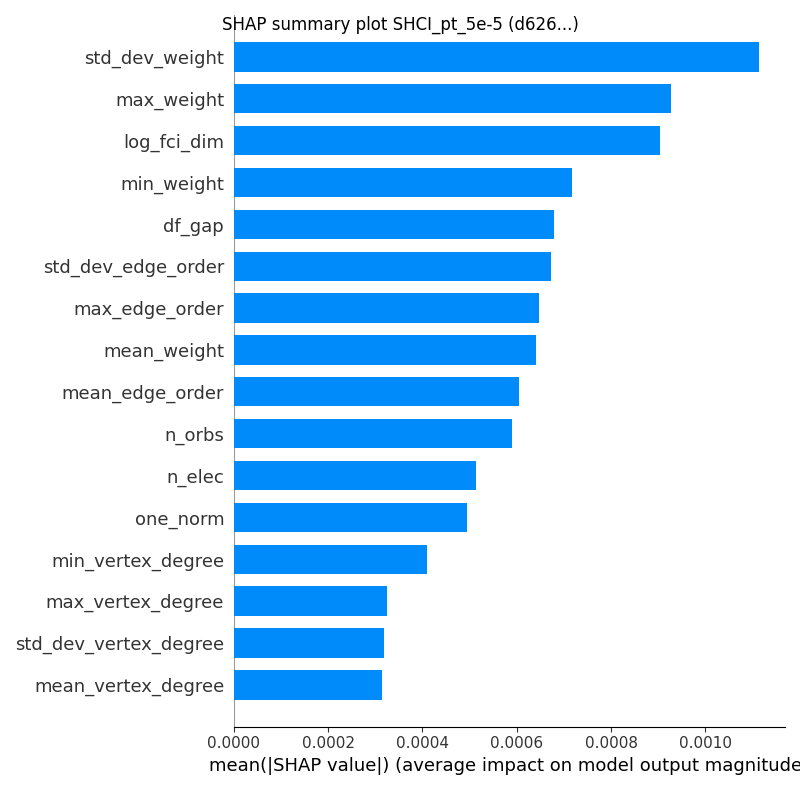 SHAP summary plot SHCI_pt_5e-5 (d626...)
std_dev_weight
max_weight
log_fci_dim
min_weight
df_gap
std_dev_edge_order
max_edge_order
mean_weight
mean_edge_order
n_orbs
n_elec
one_norm
min_vertex_degree
max_vertex_degree
std_dev_vertex_degree
mean_vertex_degree
0.0000 0.0002 0.0004 0.0006 0.0008 0.0010
mean(|SHAP value|) (average impact on model output magnitude